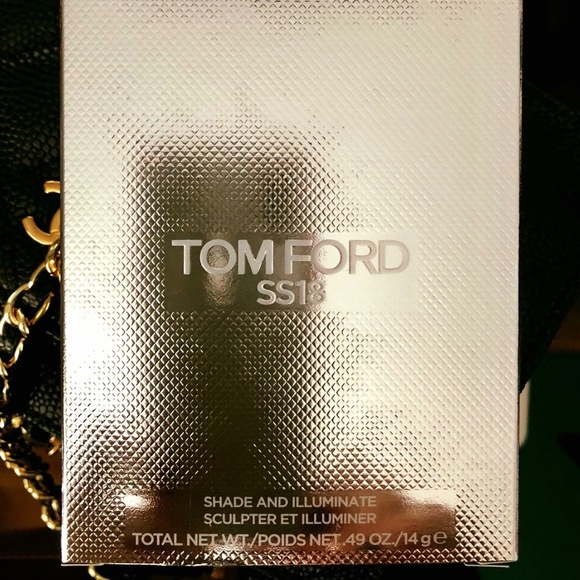 TOM FORD
SS18
SHADE AND ILLUMINATE
SCULPTER ET ILLUMINER
TOTAL NET WT./POIDS NET .49 OZ./14 g e